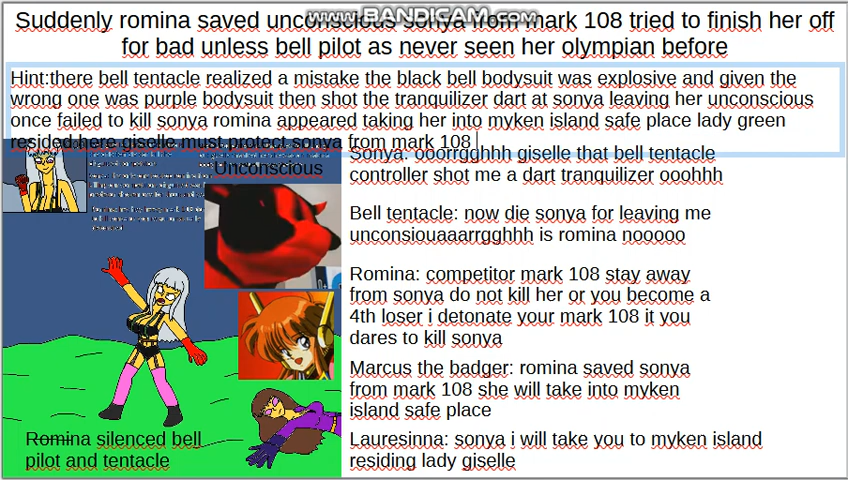 Suddenly romina saved unconscious sonya from mark 108 tried to finish her off
www.BANDICAM.com
for bad unless bell pilot as never seen her olympian before
Hint:there bell tentacle realized a mistake the black bell bodysuit was explosive and given the
wrong one was purple bodysuit then shot the tranquilizer dart at sonya leaving her unconscious
once failed to kill sonya romina appeared taking her into myken island safe place lady green
resided here giselle must protect sonya from mark 108
Unconscious
Sonya: ooorrgghhh giselle that bell tentacle
controller shot me a dart tranquilizer ooohhh
Bell tentacle: now die sonya for leaving me
unconsiouaaarrgghhh is romina nooooo
Romina: competitor mark 108 stay away
from sonya do not kill her or you become a
4th loser i detonate your mark 108 it you
dares to kill sonya
Marcus the badger: romina saved sonya
from mark 108 she will take into myken
island safe place
Lauresinna: sonya i will take you to myken island
residing lady giselle
Romina silenced bell
pilot and tentacle